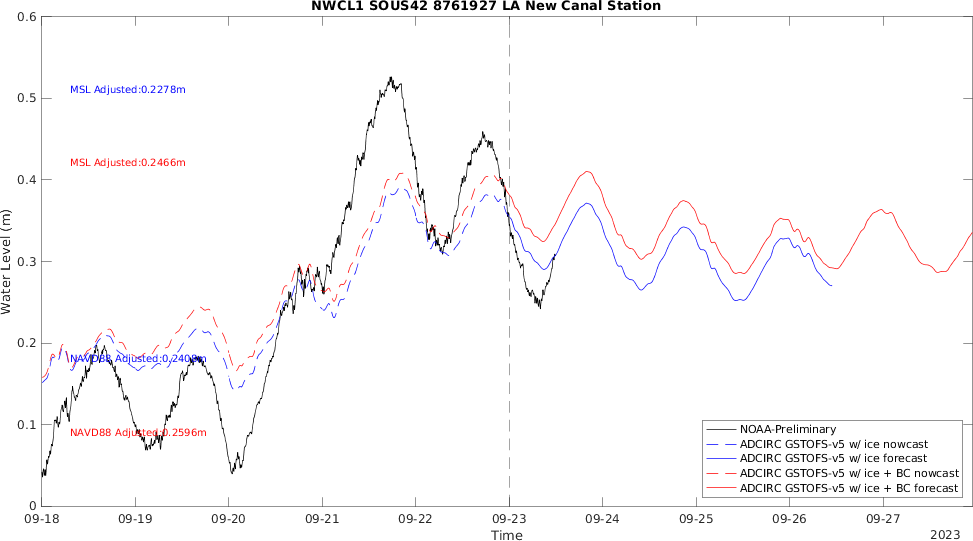 NWCL1 SOUS42 8761927 LA New Canal Station
0.6
0.5
0.4
0.3
0.2
0.1
0
Water Level (m)
MSL Adjusted:0.2278m
MSL Adjusted:0.2466m
NAVD88 Adjusted:0.2408m
NAVD88 Adjusted:0.2596m
NOAA-Preliminary
ADCIRC GSTOFS-v5 w/ ice nowcast
ADCIRC GSTOFS-v5 w/ ice forecast
ADCIRC GSTOFS-v5 w/ ice + BC nowcast
ADCIRC GSTOFS-v5 w/ ice + BC forecast
09-18 09-19 09-20 09-21 09-22 09-23 09-24 09-25 09-26 09-27
Time
2023